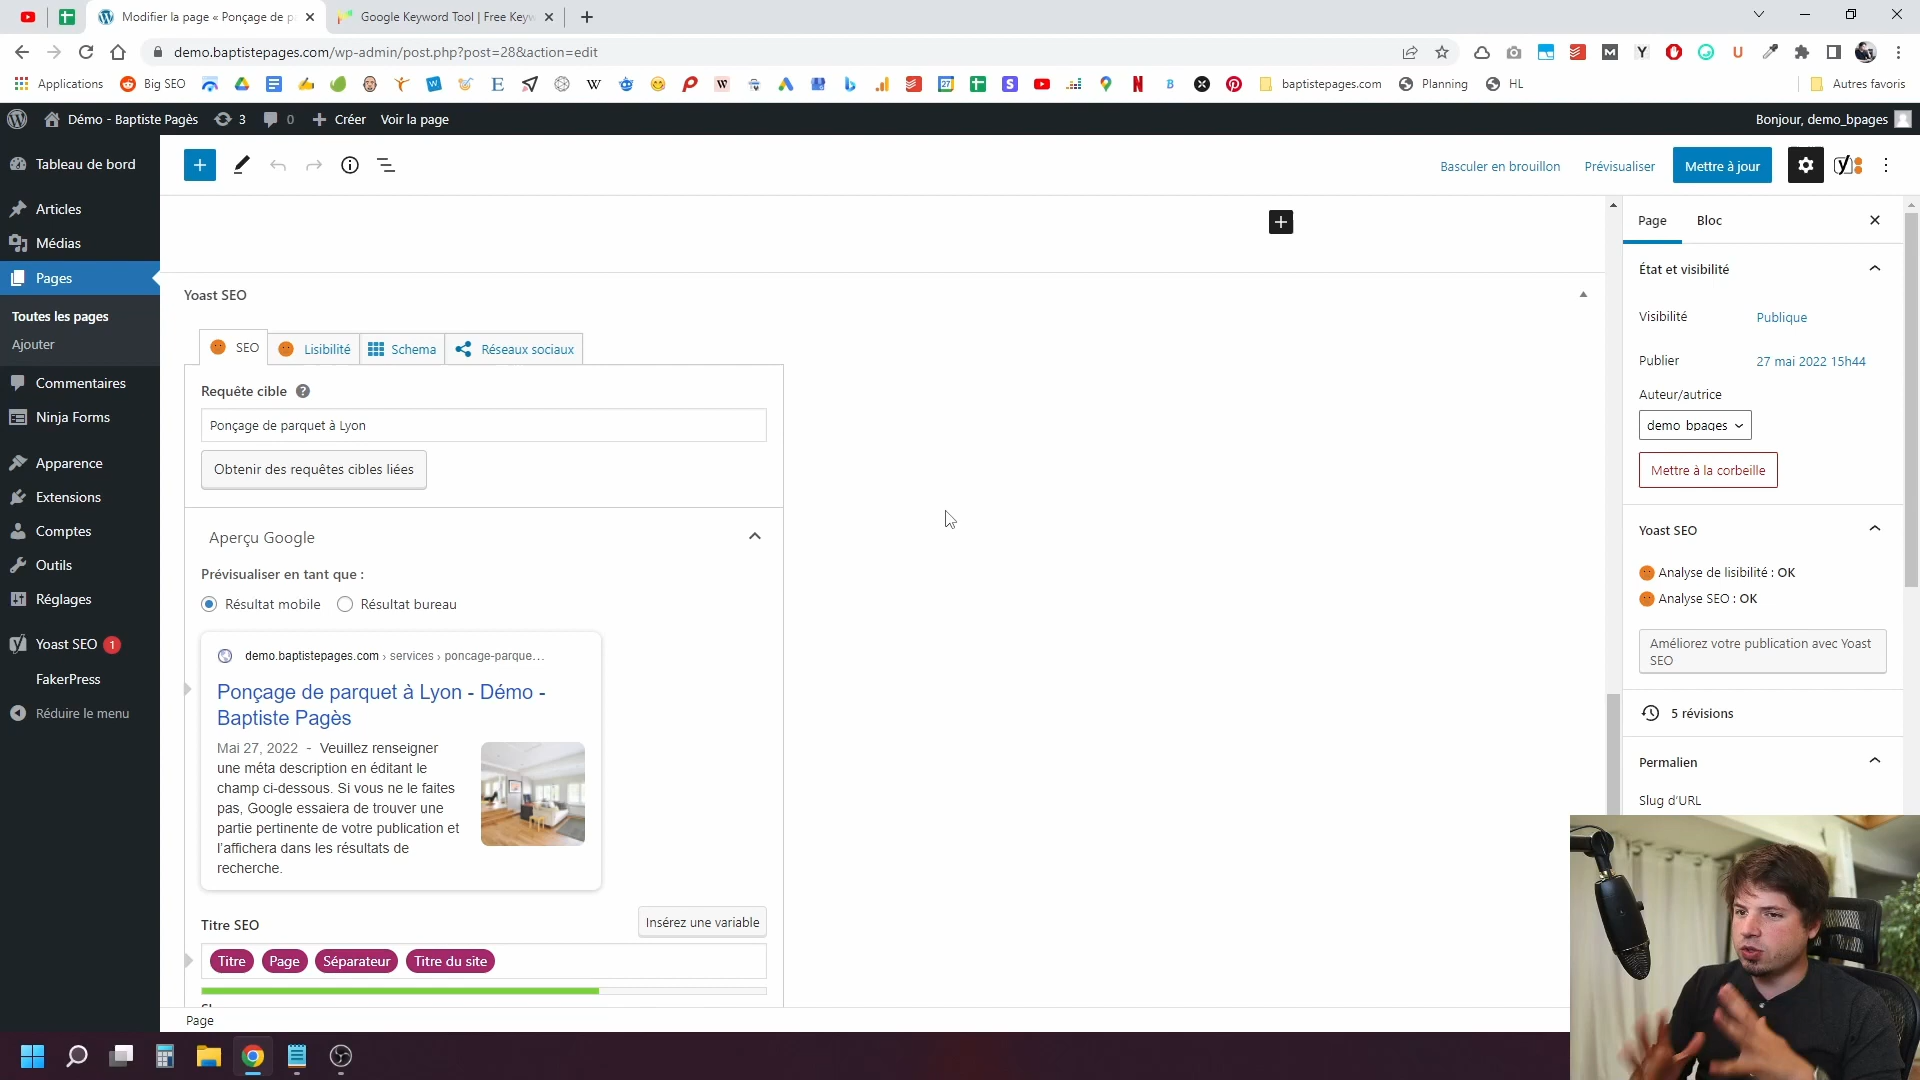 Modifier la page « Ponçage de p
Google Keyword Tool | Free Keyw
demo.baptistepages.com/wp-admin/post.php?post=28&action=edit
Applications
Big SEO
baptistepages.com
Planning
HL
Autres favoris
Démo - Baptiste Pagès
3
0
Créer
Voir la page
Bonjour, demo_bpages
Tableau de bord
Articles
Médias
Pages
Toutes les pages
Ajouter
Commentaires
Ninja Forms
Apparence
Extensions
Comptes
Outils
Réglages
Yoast SEO 1
FakerPress
Réduire le menu
Basculer en brouillon
Prévisualiser
Mettre à jour
Yoast SEO
SEO
Lisibilité
Schema
Réseaux sociaux
Requête cible
Ponçage de parquet à Lyon
Obtenir des requêtes cibles liées
Aperçu Google
Prévisualiser en tant que :
Résultat mobile
Résultat bureau
demo.baptistepages.com › services › poncage-parque…
Ponçage de parquet à Lyon - Démo -
Baptiste Pagès
Mai 27, 2022 - Veuillez renseigner
une méta description en éditant le
champ ci-dessous. Si vous ne le faites
pas, Google essaiera de trouver une
partie pertinente de votre publication et
l'affichera dans les résultats de
recherche.
Titre SEO
Insérez une variable
Titre
Page
Séparateur
Titre du site
Page
Page
Bloc
État et visibilité
Visibilité
Publique
Publier
27 mai 2022 15h44
Auteur/autrice
demo bpages
Mettre à la corbeille
Yoast SEO
Analyse de lisibilité : OK
Analyse SEO : OK
Améliorez votre publication avec Yoast
SEO
5 révisions
Permalien
Slug d'URL